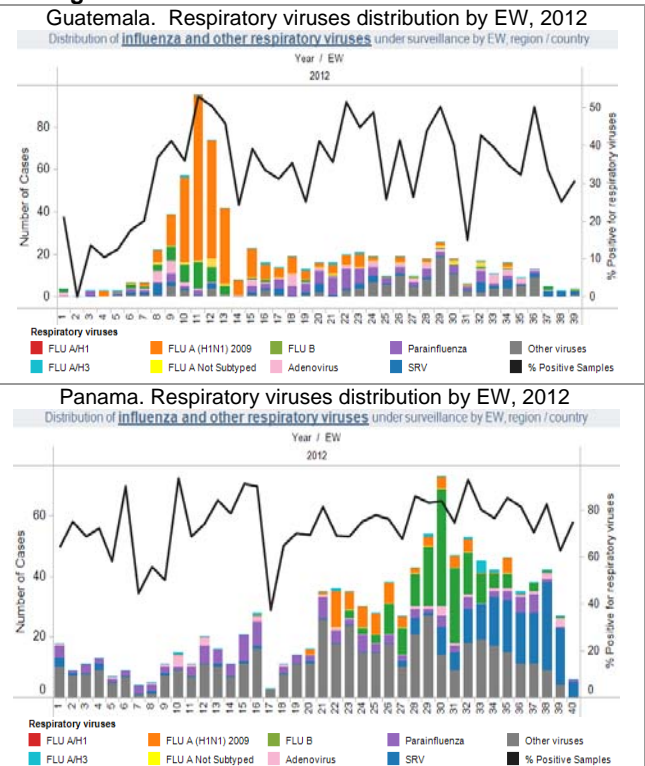 Guatemala. Respiratory viruses distribution by EW, 2012
Distribution of influenza and other respiratory viruses under surveillance by EW, region / country
Year / EW
2012
Number of Cases
80
60
40
20
0
% Positive for respiratory viruses
50
40
30
20
10
0
1 2 3 4 5 6 7 8 9 10 11 12 13 14 15 16 17 18 19 20 21 22 23 24 25 26 27 28 29 30 31 32 33 34 35 36 37 38 39
Respiratory viruses
FLU A/H1 FLU A (H1N1) 2009 FLU B Parainfluenza Other viruses
FLU A/H3 FLU A Not Subtyped Adenovirus SRV % Positive Samples
Panama. Respiratory viruses distribution by EW, 2012
Distribution of influenza and other respiratory viruses under surveillance by EW, region / country
Year / EW
2012
Number of Cases
60
40
20
0
% Positive for respiratory viruses
80
60
40
20
0
1 2 3 4 5 6 7 8 9 10 11 12 13 14 15 16 17 18 19 20 21 22 23 24 25 26 27 28 29 30 31 32 33 34 35 36 37 38 39 40
Respiratory viruses
FLU A/H1 FLU A (H1N1) 2009 FLU B Parainfluenza Other viruses
FLU A/H3 FLU A Not Subtyped Adenovirus SRV % Positive Samples